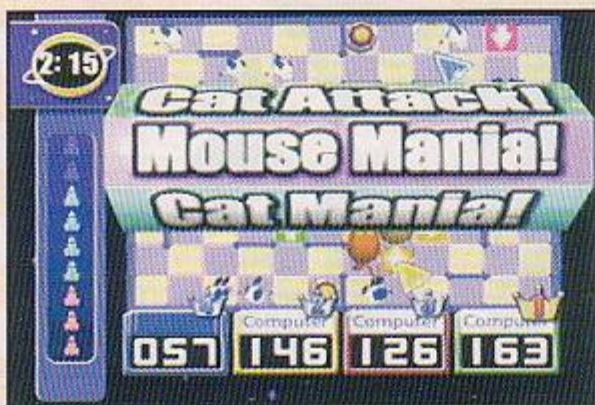 2:15
Cat Attack!
Mouse Mania!
Cat Mania!
Computer Computer Computer
057 146 126 163